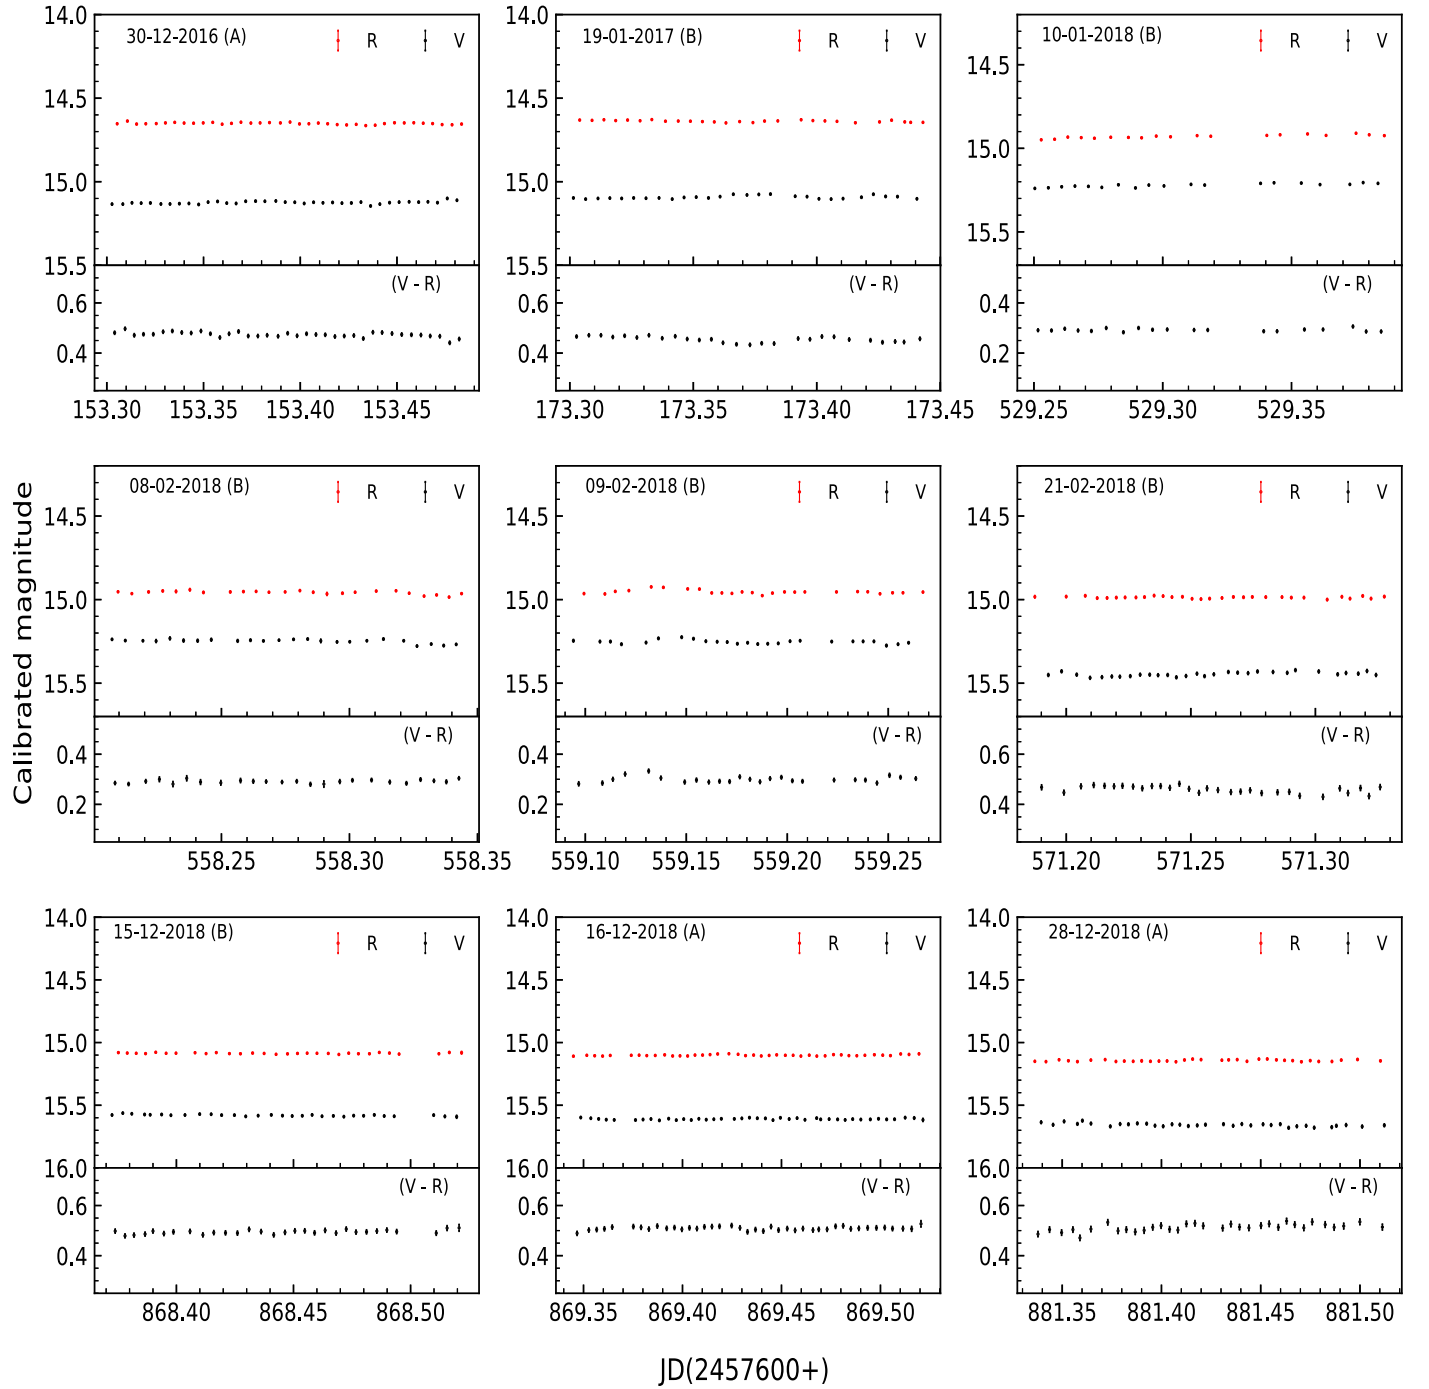 14.0
30-12-2016 (A) R V
14.5
15.0
15.5
(V - R)
0.6
0.4
153.30 153.35 153.40 153.45
14.0
19-01-2017 (B) R V
14.5
15.0
15.5
(V - R)
0.6
0.4
173.30 173.35 173.40 173.45
10-01-2018 (B) R V
14.5
15.0
15.5
(V - R)
0.4
0.2
529.25 529.30 529.35
Calibrated magnitude
08-02-2018 (B) R V
14.5
15.0
15.5
(V - R)
0.4
0.2
558.25 558.30 558.35
09-02-2018 (B) R V
14.5
15.0
15.5
(V - R)
0.4
0.2
559.10 559.15 559.20 559.25
21-02-2018 (B) R V
14.5
15.0
15.5
(V - R)
0.6
0.4
571.20 571.25 571.30
14.0
15-12-2018 (B) R V
14.5
15.0
15.5
16.0
(V - R)
0.6
0.4
868.40 868.45 868.50
14.0
16-12-2018 (A) R V
14.5
15.0
15.5
16.0
(V - R)
0.6
0.4
869.35 869.40 869.45 869.50
14.0
28-12-2018 (A) R V
14.5
15.0
15.5
16.0
(V - R)
0.6
0.4
881.35 881.40 881.45 881.50
JD(2457600+)